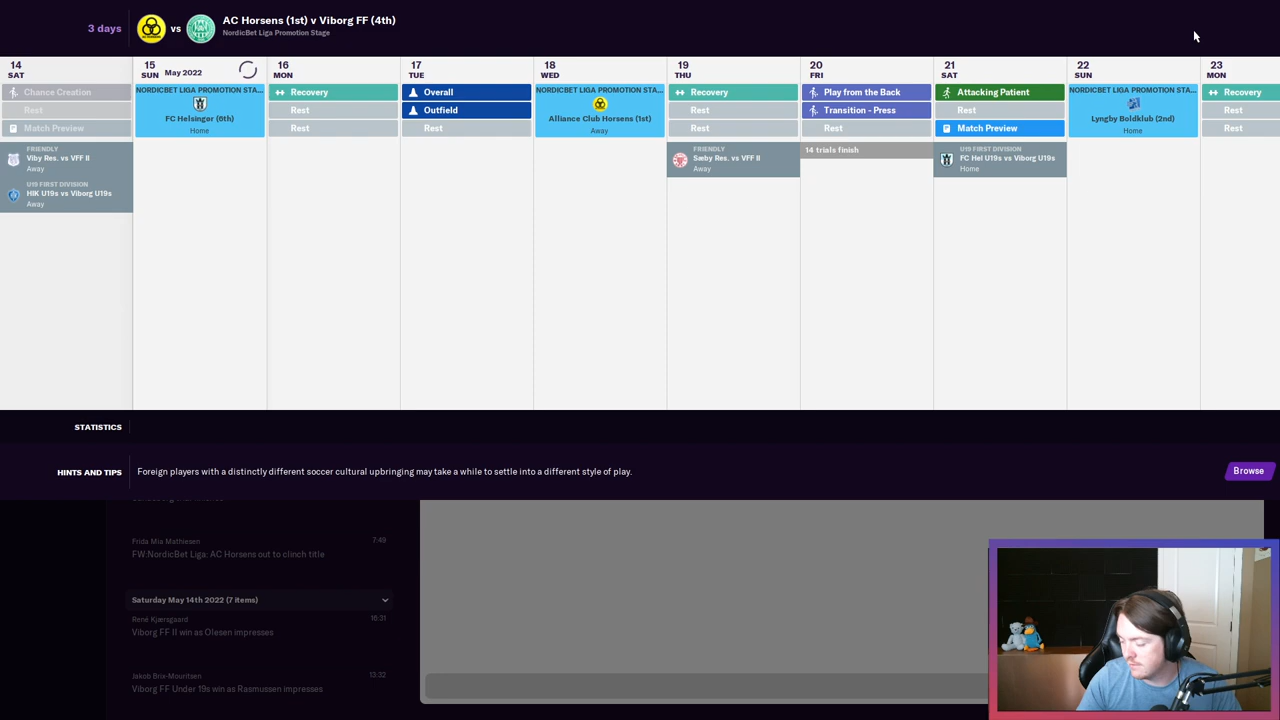 3 days
vs
AC Horsens (1st) v Viborg FF (4th)
NordicBet Liga Promotion Stage
14
SAT
Chance Creation
Rest
Match Preview
FRIENDLY
Viby Res. vs VFF II
Away
U19 FIRST DIVISION
HIK U19s vs Viborg U19s
Away
15
SUN
May 2022
NORDICBET LIGA PROMOTION STA...
FC Helsingr (6th)
Home
16
MON
Recovery
Rest
Rest
17
TUE
Overall
Outfield
Rest
18
WED
NORDICBET LIGA PROMOTION STA...
Alliance Club Horsens (1st)
Away
19
THU
Recovery
Rest
Rest
FRIENDLY
Sæby Res. vs VFF II
Away
20
FRI
Play from the Back
Transition - Press
Rest
14 trials finish
21
SAT
Attacking Patient
Rest
Match Preview
U19 FIRST DIVISION
FC Hel U19s vs Viborg U19s
Home
22
SUN
NORDICBET LIGA PROMOTION STA...
Lyngby Boldklub (2nd)
Home
23
MON
Recovery
Rest
Rest
STATISTICS
HINTS AND TIPS
Foreign players with a distinctly different soccer cultural upbringing may take a while to settle into a different style of play.
Browse
Frida Mia Mathiesen
7:49
FW:NordicBet Liga: AC Horsens out to clinch title
Saturday May 14th 2022 (7 items)
René Kjærsgaard
18:31
Viborg FF II win as Olesen impresses
Jakob Brix-Mouritsen
13:32
Viborg FF Under 19s win as Rasmussen impresses